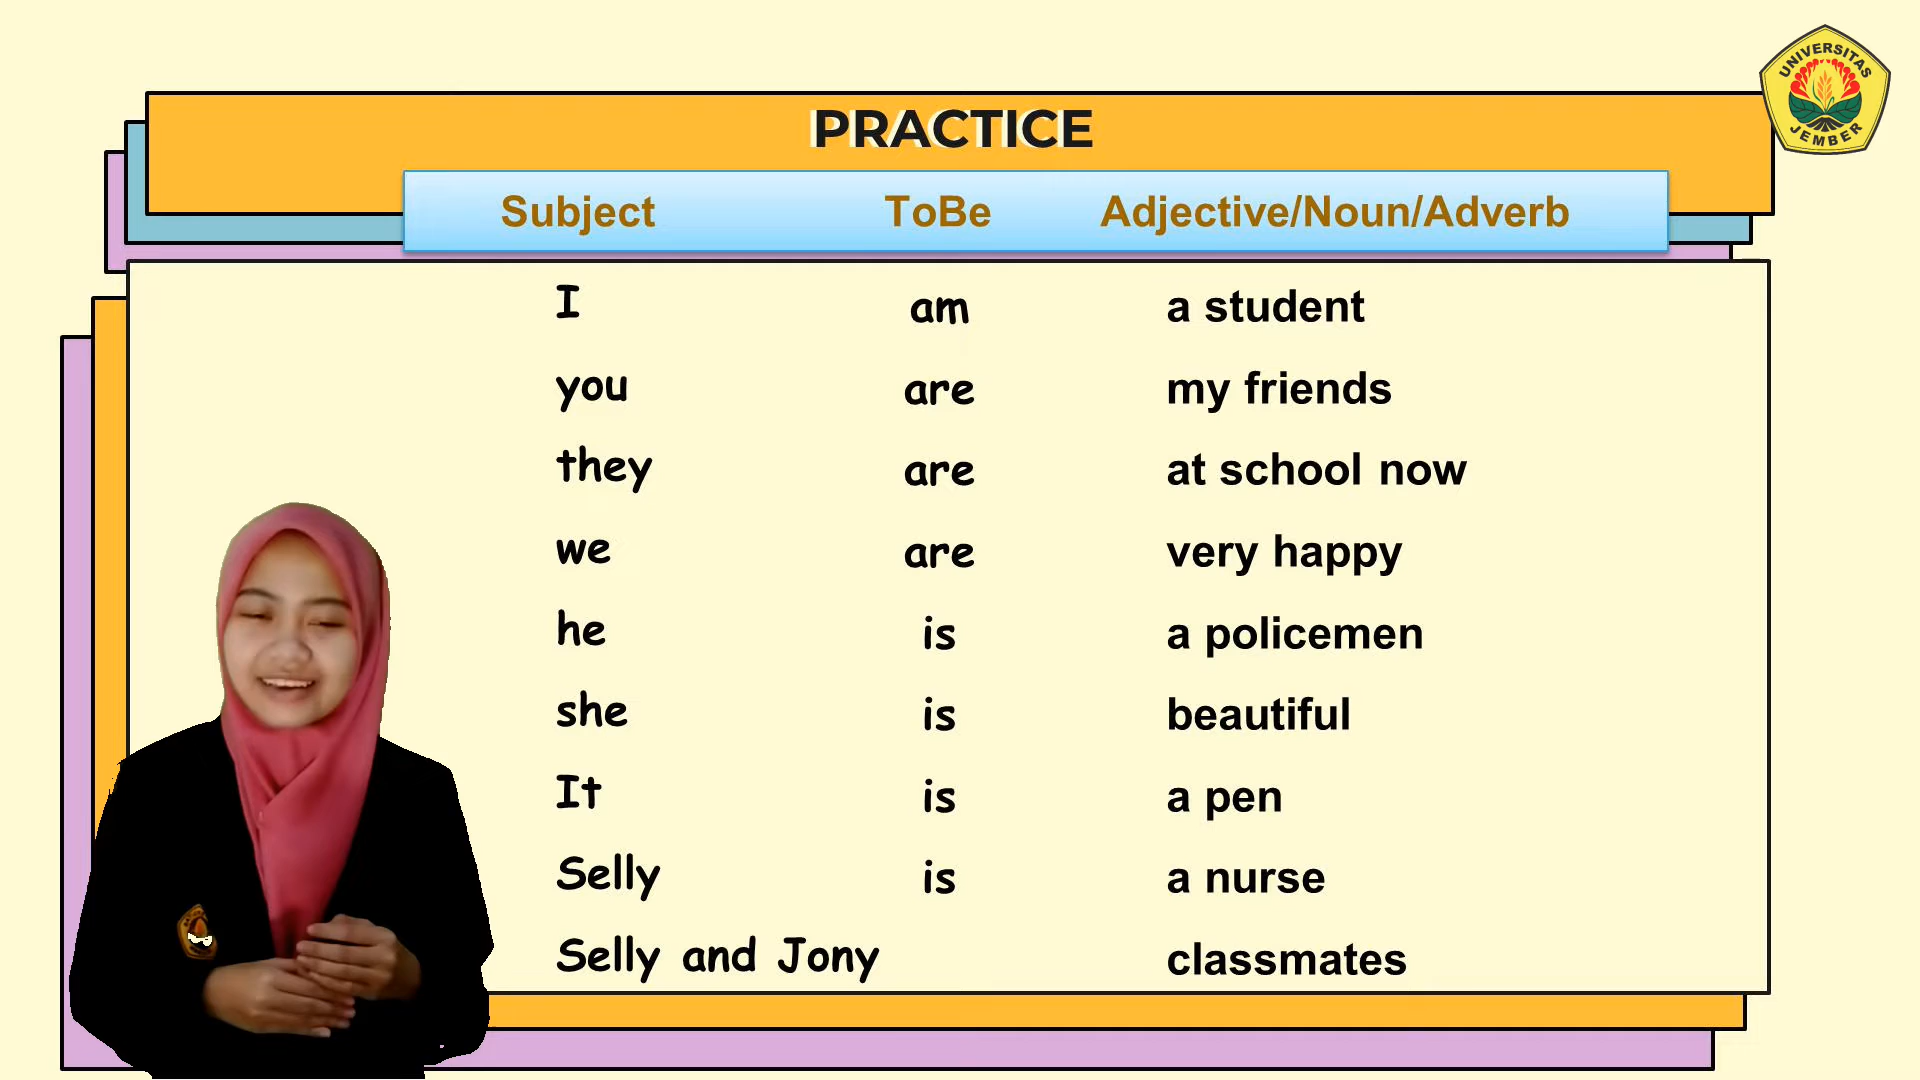 UNIVERSITAS
JEMBER
PRACTICE
Subject ToBe Adjective/Noun/Adverb
I am a student
you are my friends
they are at school now
we are very happy
he is a policemen
she is beautiful
It is a pen
Selly is a nurse
Selly and Jony classmates